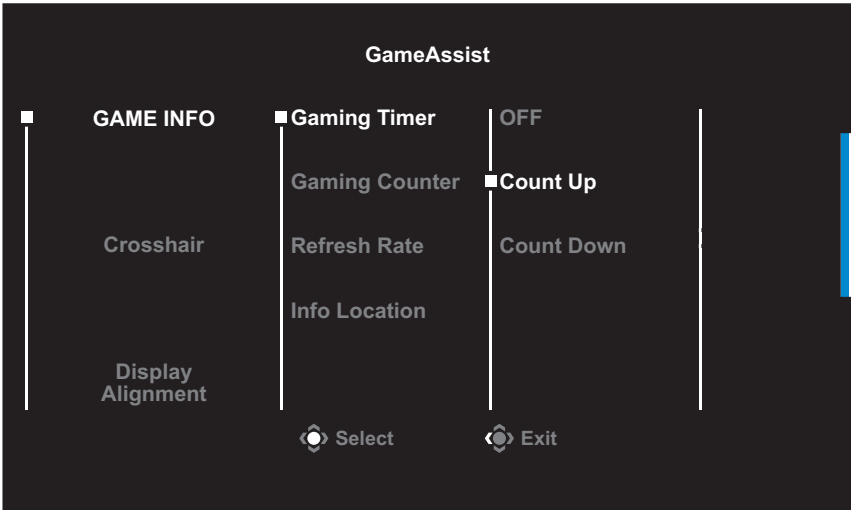 GameAssist
GAME INFO
Gaming Timer
OFF
Gaming Counter
Count Up
Crosshair
Refresh Rate
Count Down
Info Location
Display
Alignment
Select
Exit